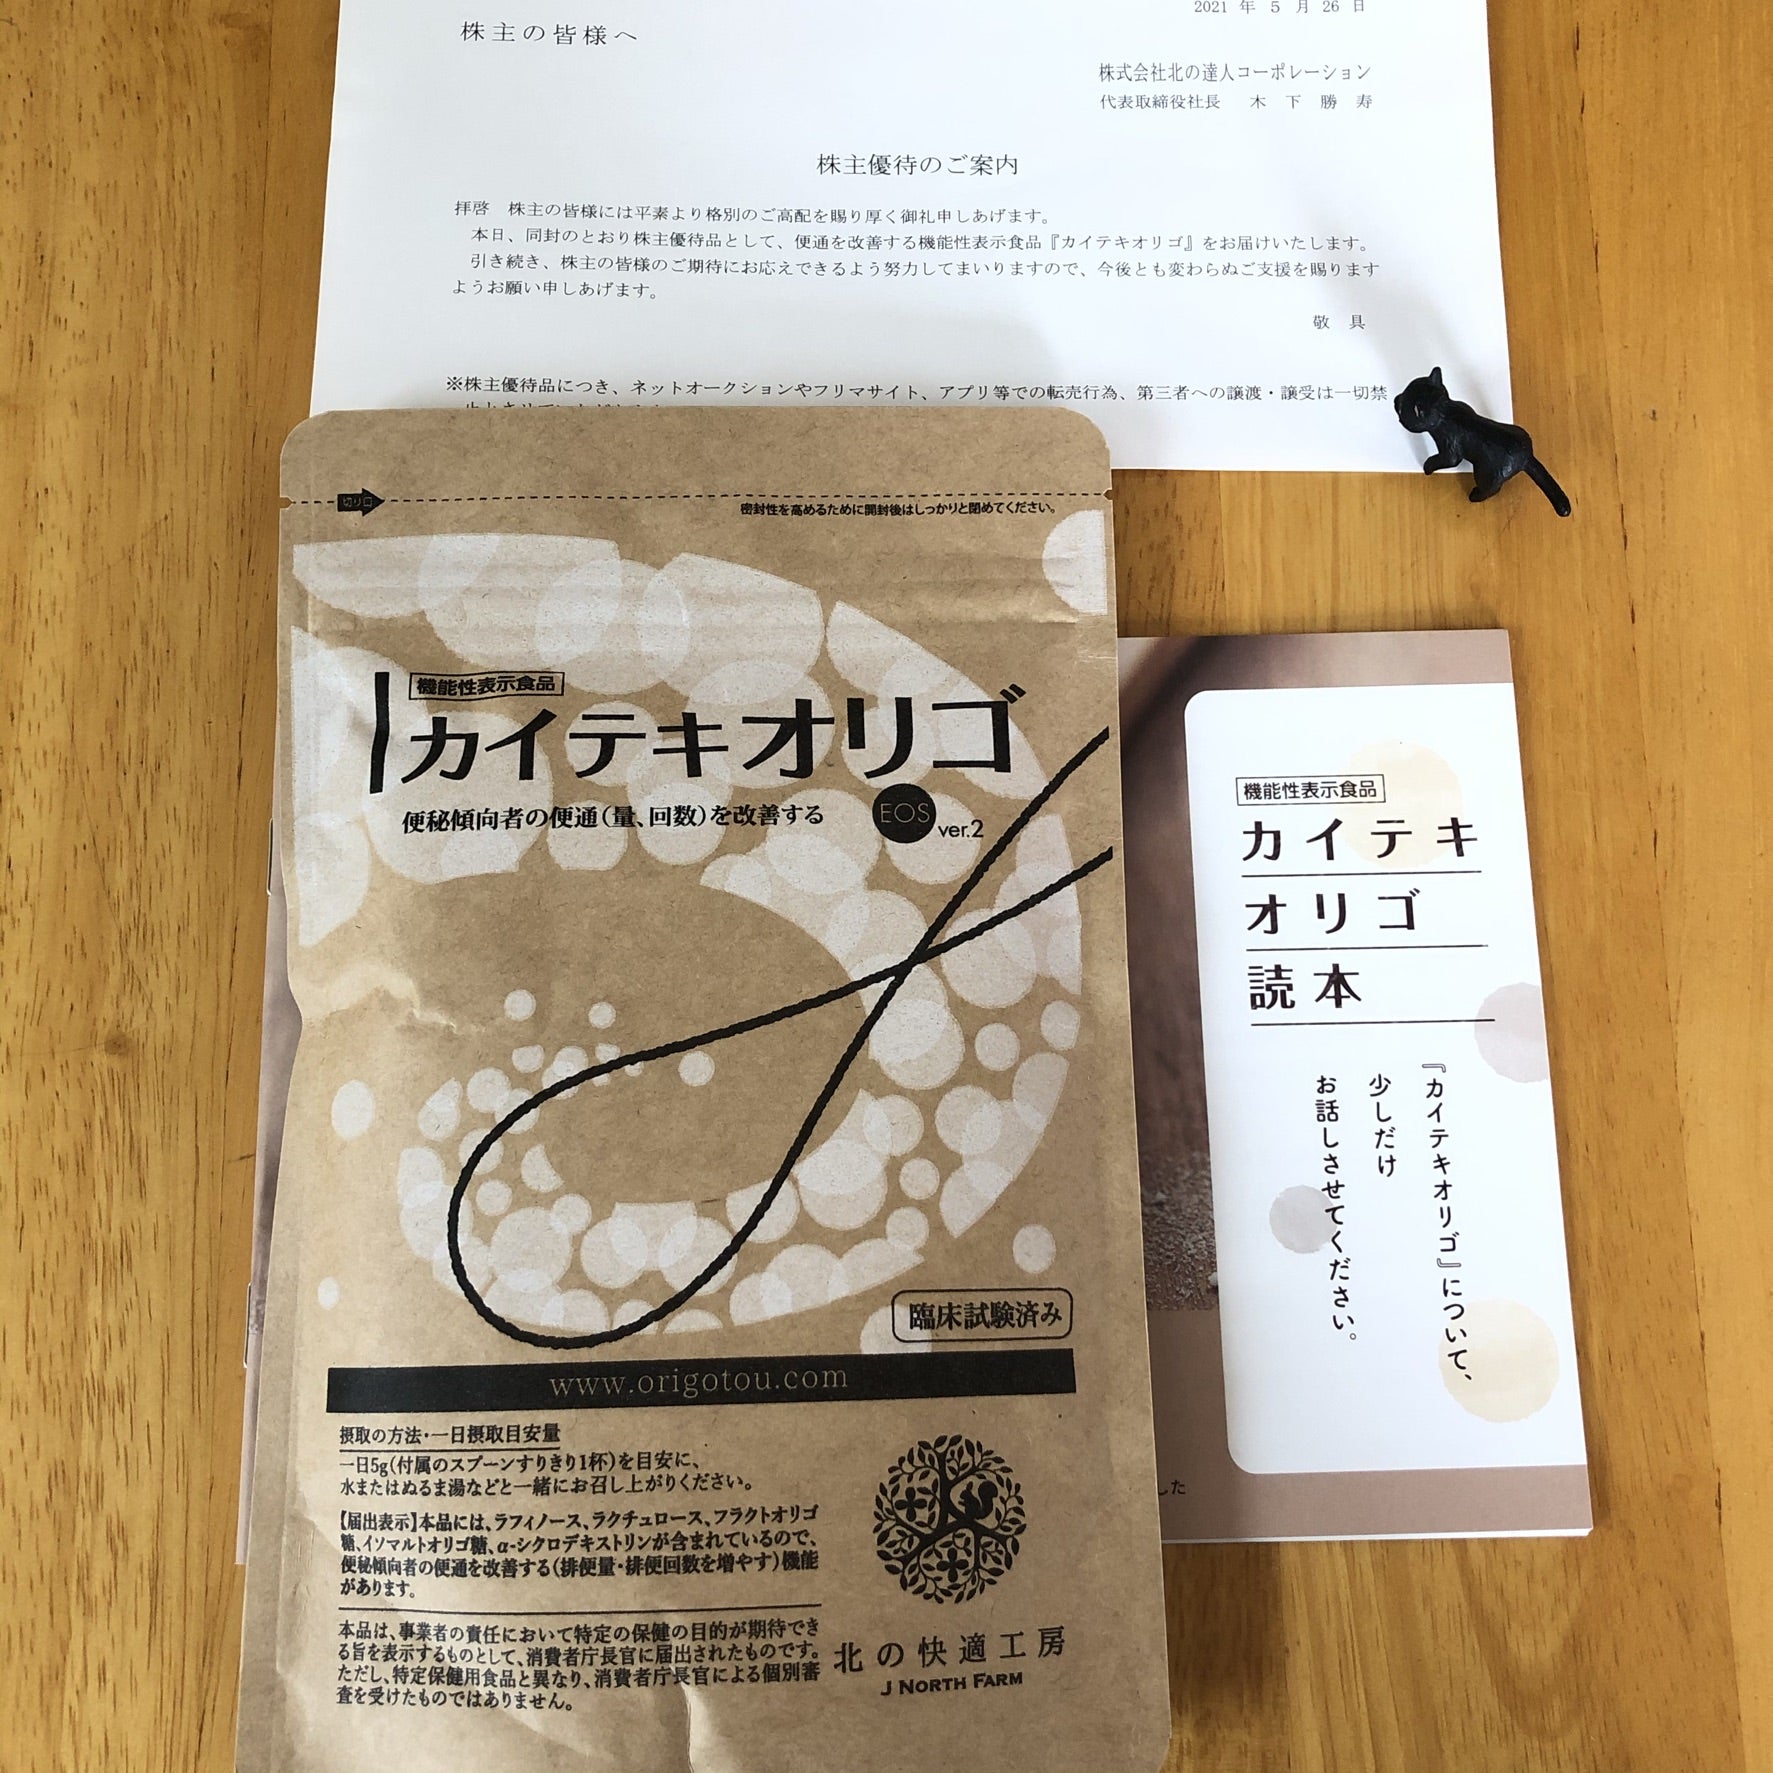 2021 年 5 月 26 日
株主の皆様へ
株式会社北の達人コーポレーション
代表取締役社長 木 下 勝 寿
株主優待のご案内
拝啓 株主の皆様には平素より格別のご高配を賜り厚く御礼申しあげます。
本日、同封のとおり株主優待品として、便通を改善する機能性表示食品『カイテキオリゴ』をお届けいたします。
引き続き、株主の皆様のご期待にお応えできるよう努力してまいりますので、今後とも変わらぬご支援を賜ります
ようお願い申しあげます。
敬 具
※株主優待品につき、ネットオークションやフリマサイト、アプリ等での転売行為、第三者への譲渡・譲受は一切禁
切り口
密封性を高めるために開封後はしっかりと閉めてください。
機能性表示食品
カイテキオリゴ
便秘傾向者の便通(量、回数)を改善する
EOS ver.2
臨床試験済み
www.origotou.com
摂取の方法・一日摂取目安量
一日5g(付属のスプーンすりきり1杯)を目安に、
水またはぬるま湯などと一緒にお召し上がりください。
【届出表示】本品には、ラフィノース、ラクチュロース、フラクトオリゴ
糖、イソマルトオリゴ糖、α-シクロデキストリンが含まれているので、
便秘傾向者の便通を改善する(排便量・排便回数を増やす)機能
があります。
本品は、事業者の責任において特定の保健の目的が期待でき
る旨を表示するものとして、消費者庁長官に届出されたものです。
ただし、特定保健用食品と異なり、消費者庁長官による個別審
査を受けたものではありません。
北の快適工房
J NORTH FARM
機能性表示食品
カイテキ
オリゴ
読本
『カイテキオリゴ』について、
少しだけ
お話しさせてください。
した